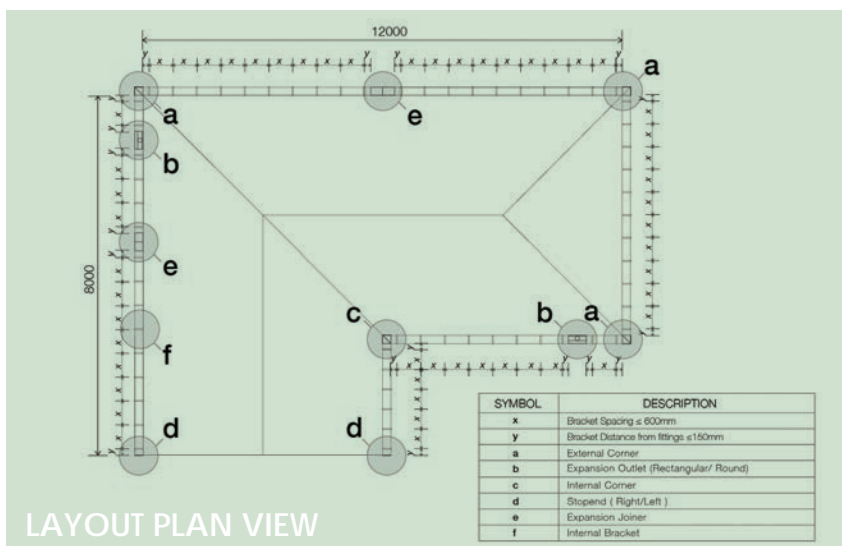 12000
y x x x x x x x x x y y x x x x x x x x x y
a
a
e
b
e
8000
f
c
b
a
d
d
SYMBOL DESCRIPTION
x Bracket Spacing ≤ 600mm
y Bracket Distance from fittings ≤150mm
a External Corner
b Expansion Outlet (Rectangular/ Round)
c Internal Corner
d Stopend ( Right/Left )
e Expansion Joiner
f Internal Bracket
LAYOUT PLAN VIEW